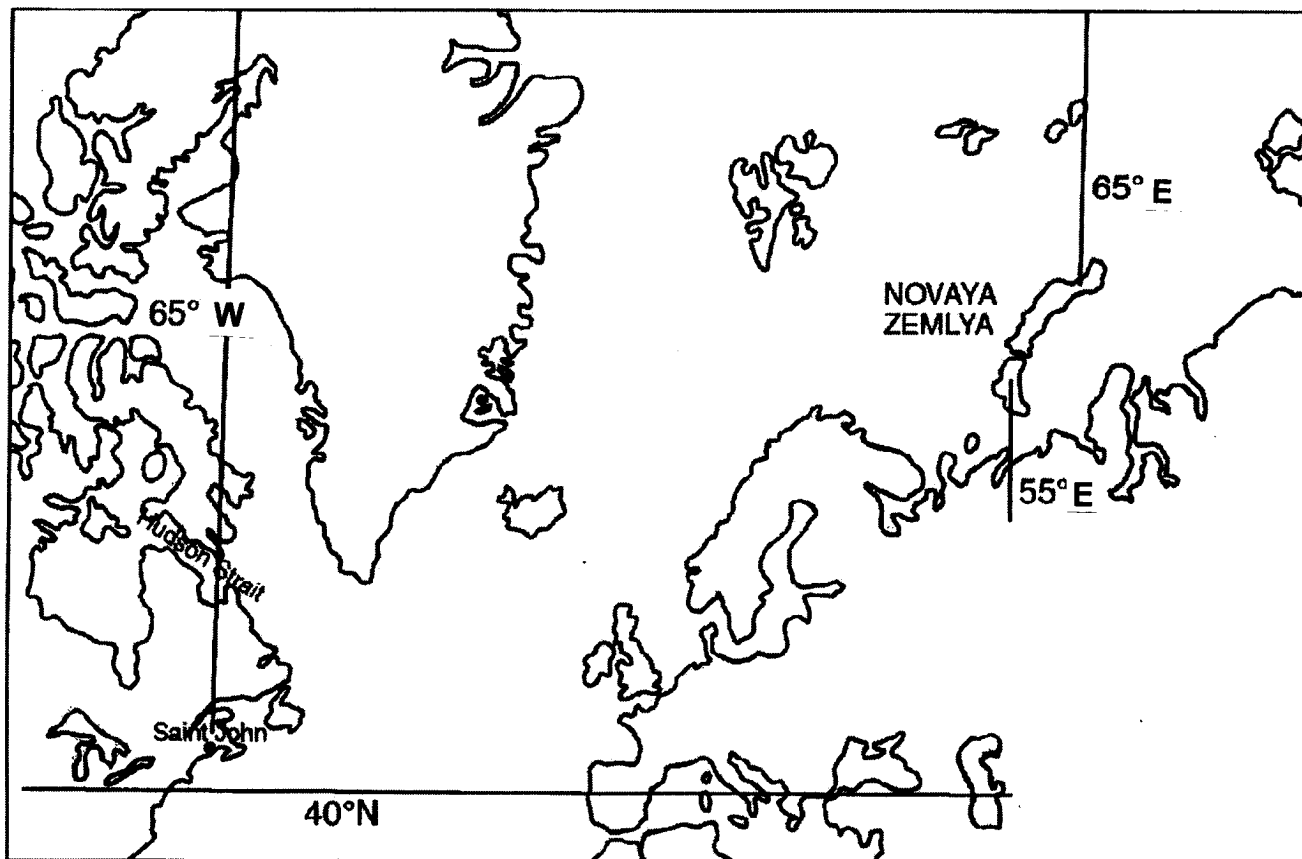 65° E
NOVAYA
ZEMLYA
65° W
55° E
Hudson Strait
Saint John
40°N